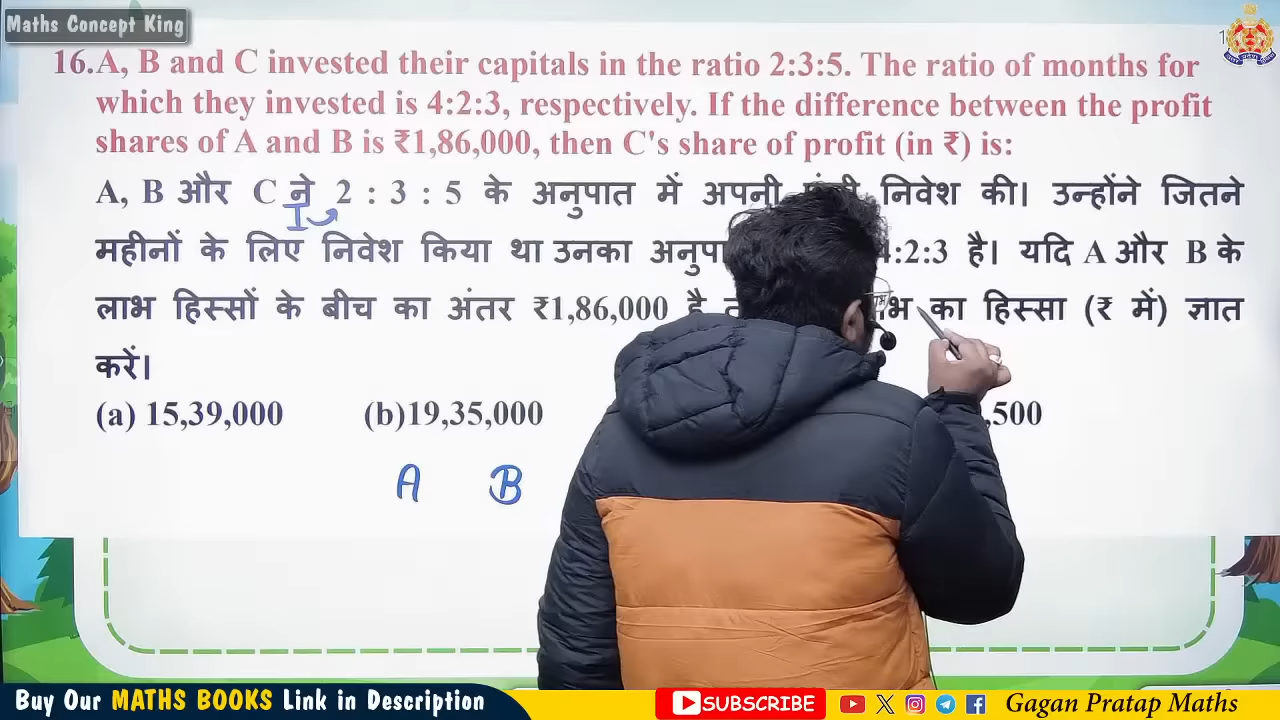 Maths Concept King
16.A, B and C invested their capitals in the ratio 2:3:5. The ratio of months for
which they invested is 4:2:3, respectively. If the difference between the profit
shares of A and B is ₹1,86,000, then C's share of profit (in ₹) is:
A, B और C ने 2 : 3 : 5 के अनुपात में अपनी निवेश की। उन्होंने जितने
I
महीनों के लिए निवेश किया था उनका 4:2:3 है। यदि A और B के
लाभ हिस्सों के बीच का अंतर ₹1,86,000 है का हिस्सा (₹ में) ज्ञात
करें।
(a) 15,39,000 (b)19,35,000 ,500
A B
Buy Our MATHS BOOKS Link in Description
SUBSCRIBE
Gagan Pratap Maths